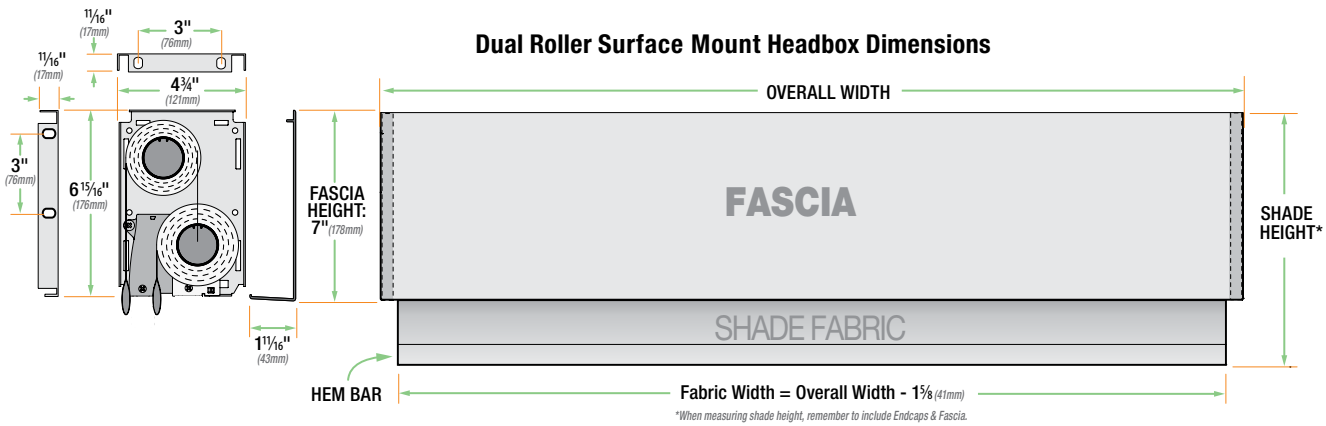 Dual Roller Surface Mount Headbox Dimensions
11/16"
(17mm)
3"
(76mm)
11/16"
(17mm)
4¾"
(121mm)
3"
(76mm)
6 15/16"
(176mm)
FASCIA
HEIGHT:
7" (178mm)
1 11/16"
(43mm)
OVERALL WIDTH
FASCIA
SHADE
HEIGHT*
SHADE FABRIC
HEM BAR
Fabric Width = Overall Width - 1⅝ (41mm)
*When measuring shade height, remember to include Endcaps & Fascia.